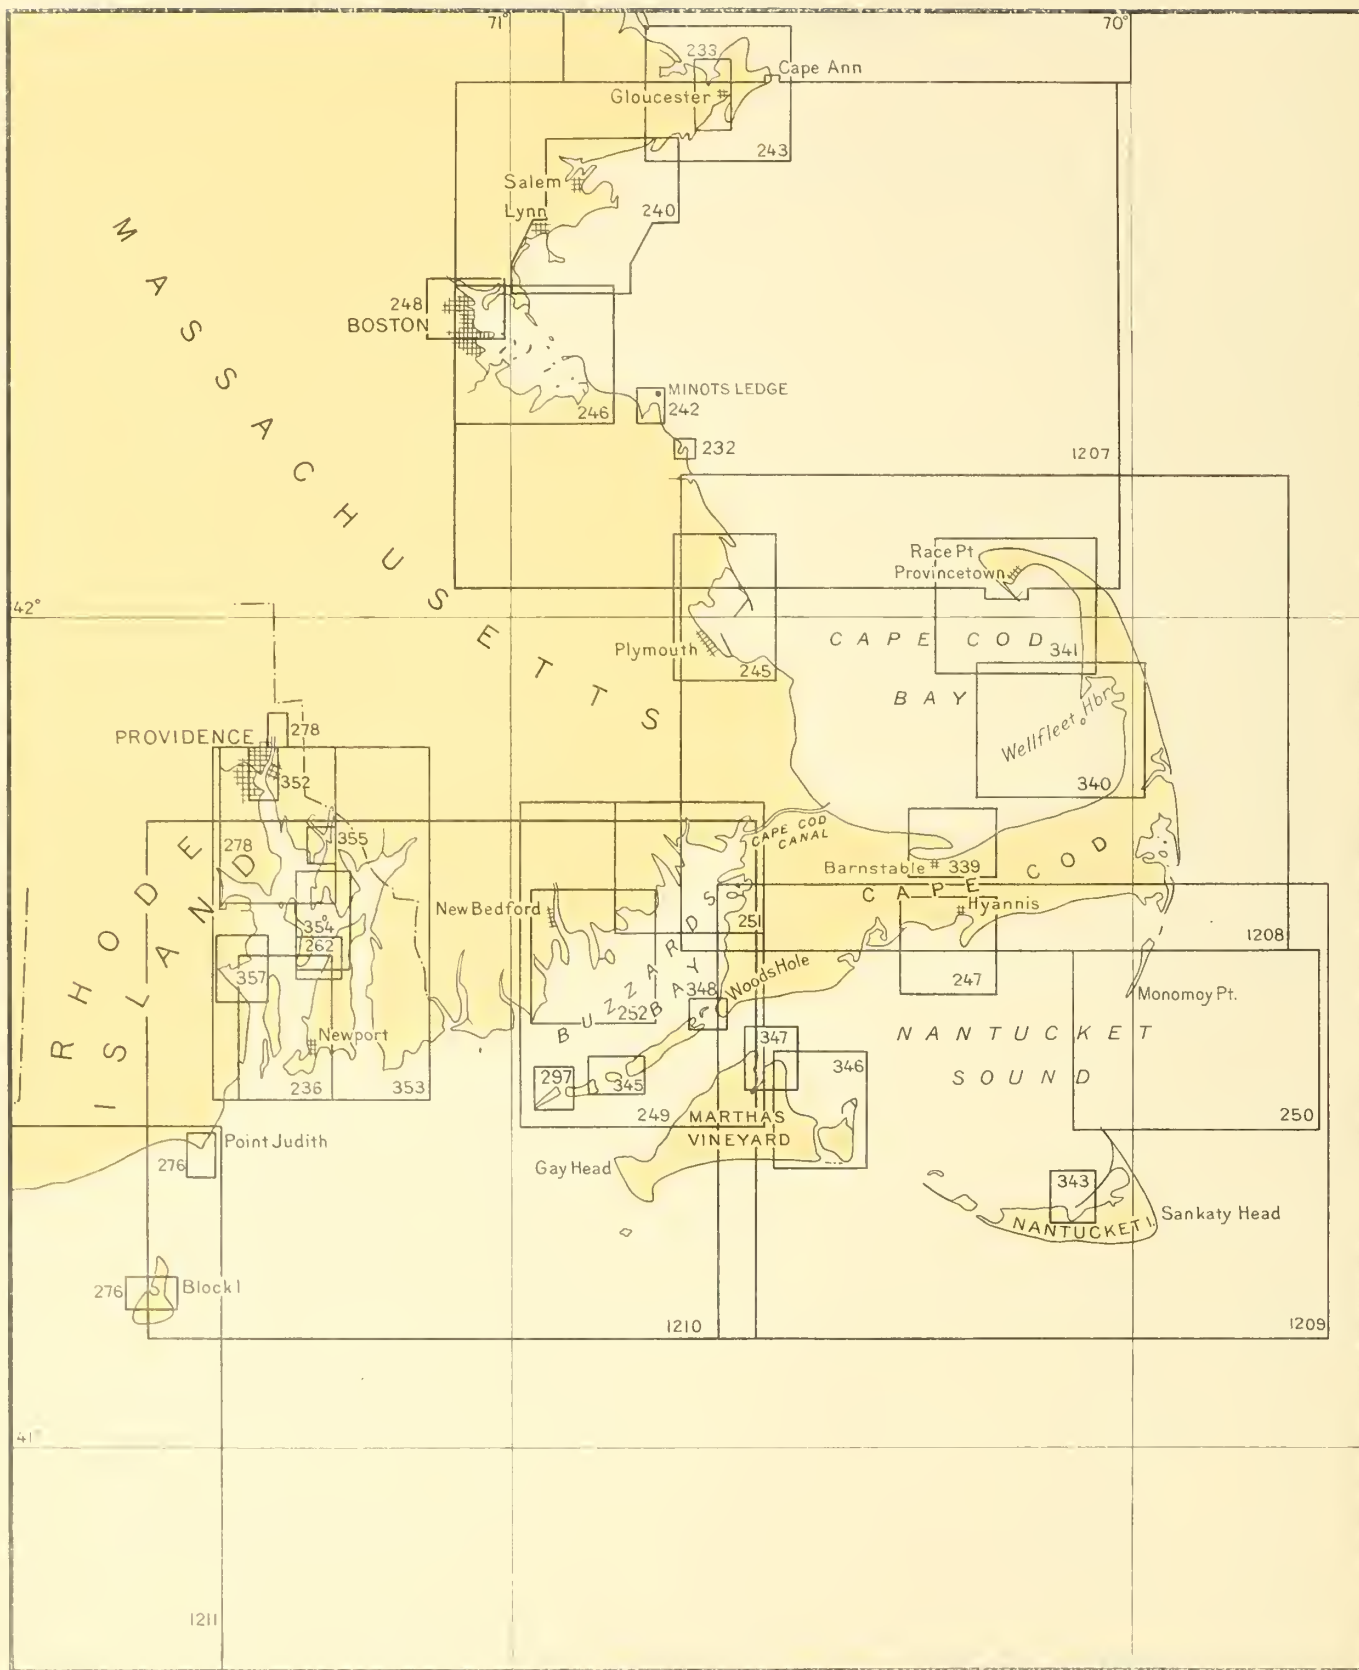 71°
70°
233
Cape Ann
Gloucester
243
Salem
240
Lynn
MASSACHUSETTS
248
BOSTON
246
MINOTS LEDGE
242
232
1207
Race Pt
Provincetown
42°
CAPE COD
BAY
341
Plymouth
245
Wellfleet Hbr
340
PROVIDENCE
278
352
278
355
CAPE COD
CANAL
339
Barnstable
CAPE COD
Hyannis
New Bedford
251
354
262
357
RHODE
ISLAND
BUZZARDS
BAY
252
348
Woods Hole
247
1208
Monomoy Pt.
NANTUCKET
SOUND
Newport
236
353
297
345
347
346
249
MARTHAS
VINEYARD
250
Point Judith
276
Gay Head
343
NANTUCKET I.
Sankaty Head
276
Block I
1210
1209
41°
1211